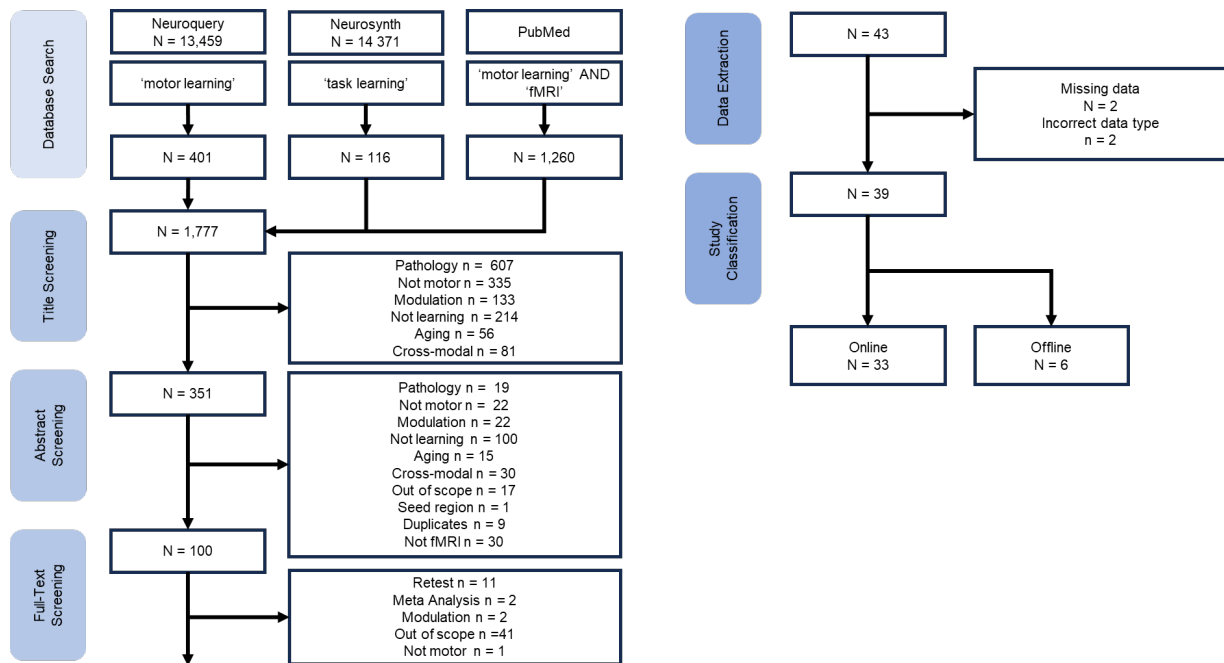 Database Search
Neuroquery
N = 13,459
Neurosynth
N = 14 371
PubMed
‘motor learning’
‘task learning’
‘motor learning’ AND
‘fMRI’
N = 401
N = 116
N = 1,260
Title Screening
N = 1,777
Pathology n = 607
Not motor n = 335
Modulation n = 133
Not learning n = 214
Aging n = 56
Cross-modal n = 81
Abstract
Screening
N = 351
Pathology n = 19
Not motor n = 22
Modulation n = 22
Not learning n = 100
Aging n = 15
Cross-modal n = 30
Out of scope n = 17
Seed region n = 1
Duplicates n = 9
Not fMRI n = 30
Full-Text
Screening
N = 100
Retest n = 11
Meta Analysis n = 2
Modulation n = 2
Out of scope n =41
Not motor n = 1
Data Extraction
N = 43
Missing data
N = 2
Incorrect data type
n = 2
Study
Classification
N = 39
Online
N = 33
Offline
N = 6